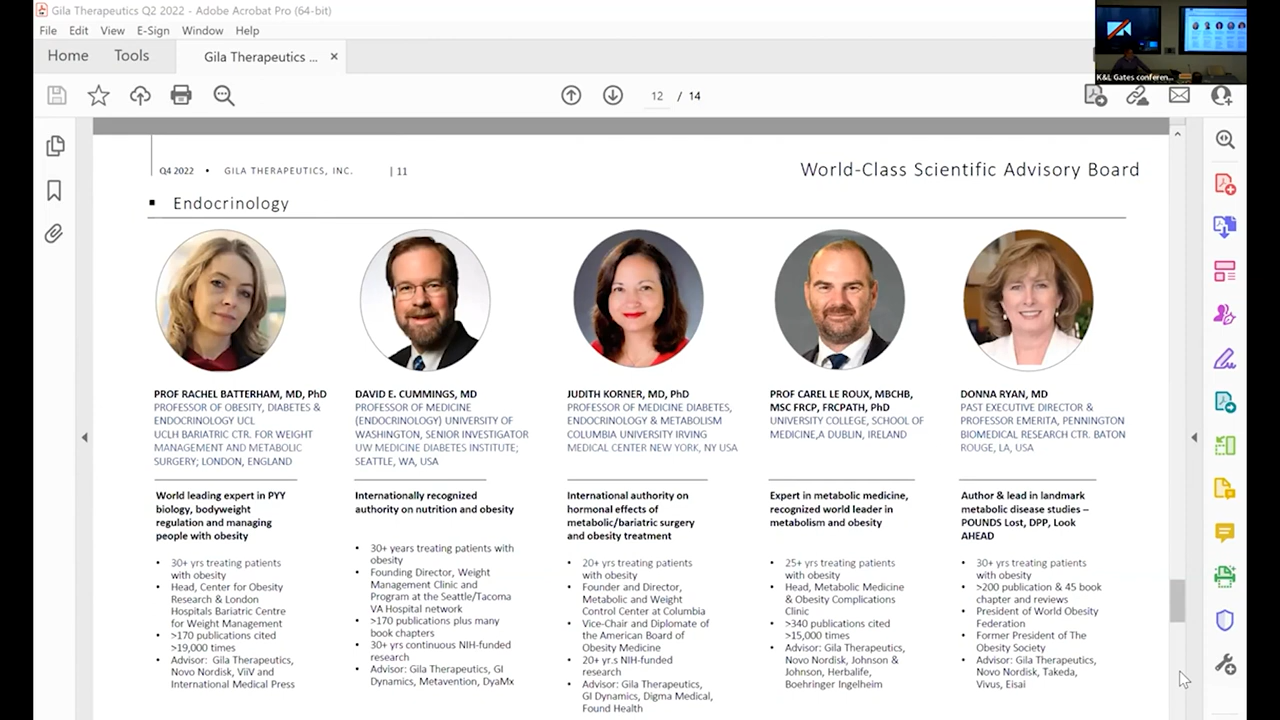 Gila Therapeutics Q2 2022 - Adobe Acrobat Pro (64-bit)
File Edit View E-Sign Window Help
Home Tools Gila Therapeutics ... ×
K&L Gates conferen...
12 / 14
Q4 2022 • GILA THERAPEUTICS, INC. | 11
World-Class Scientific Advisory Board
▪ Endocrinology
PROF RACHEL BATTERHAM, MD, PhD
PROFESSOR OF OBESITY, DIABETES &
ENDOCRINOLOGY UCL
UCLH BARIATRIC CTR. FOR WEIGHT
MANAGEMENT AND METABOLIC
SURGERY; LONDON, ENGLAND
World leading expert in PYY
biology, bodyweight
regulation and managing
people with obesity
• 30+ yrs treating patients
with obesity
• Head, Center for Obesity
Research & London
Hospitals Bariatric Centre
for Weight Management
• >170 publications cited
>19,000 times
• Advisor: Gila Therapeutics,
Novo Nordisk, ViiV and
International Medical Press
DAVID E. CUMMINGS, MD
PROFESSOR OF MEDICINE
(ENDOCRINOLOGY) UNIVERSITY OF
WASHINGTON, SENIOR INVESTIGATOR
UW MEDICINE DIABETES INSTITUTE;
SEATTLE, WA, USA
Internationally recognized
authority on nutrition and obesity
• 30+ years treating patients with
obesity
• Founding Director, Weight
Management Clinic and
Program at the Seattle/Tacoma
VA Hospital network
• >170 publications plus many
book chapters
• 30+ yrs continuous NIH-funded
research
• Advisor: Gila Therapeutics, GI
Dynamics, Metavention, DyaMx
JUDITH KORNER, MD, PhD
PROFESSOR OF MEDICINE DIABETES,
ENDOCRINOLOGY & METABOLISM
COLUMBIA UNIVERSITY IRVING
MEDICAL CENTER NEW YORK, NY USA
International authority on
hormonal effects of
metabolic/bariatric surgery
and obesity treatment
• 20+ yrs treating patients
with obesity
• Founder and Director,
Metabolic and Weight
Control Center at Columbia
• Vice-Chair and Diplomate of
the American Board of
Obesity Medicine
• 20+ yr.s NIH-funded
research
• Advisor: Gila Therapeutics,
GI Dynamics, Digma Medical,
Found Health
PROF CAREL LE ROUX, MBCHB,
MSC FRCP, FRCPATH, PhD
UNIVERSITY COLLEGE, SCHOOL OF
MEDICINE,A DUBLIN, IRELAND
Expert in metabolic medicine,
recognized world leader in
metabolism and obesity
• 25+ yrs treating patients
with obesity
• Head, Metabolic Medicine
& Obesity Complications
Clinic
• >340 publications cited
>15,000 times
• Advisor: Gila Therapeutics,
Novo Nordisk, Johnson &
Johnson, Herbalife,
Boehringer Ingelheim
DONNA RYAN, MD
PAST EXECUTIVE DIRECTOR &
PROFESSOR EMERITA, PENNINGTON
BIOMEDICAL RESEARCH CTR. BATON
ROUGE, LA, USA
Author & lead in landmark
metabolic disease studies –
POUNDS Lost, DPP, Look
AHEAD
• 30+ yrs treating patients
with obesity
• >200 publication & 45 book
chapter and reviews
• President of World Obesity
Federation
• Former President of The
Obesity Society
• Advisor: Gila Therapeutics,
Novo Nordisk, Takeda,
Vivus, Eisai